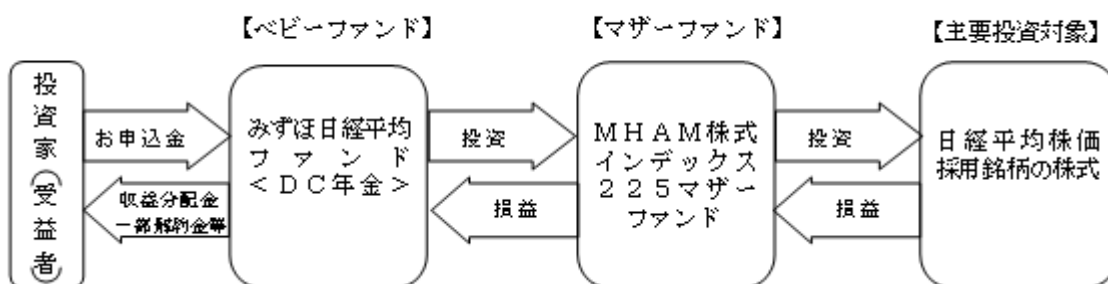 【ベビーファンド】
【マザーファンド】
【主要投資対象】
投資家(受益者)
お申込金
収益分配金
一部解約金等
みずほ日経平均
ファンド
<DC年金>
投資
損益
MHAM株式
インデックス
225マザー
ファンド
投資
損益
日経平均株価
採用銘柄の株式